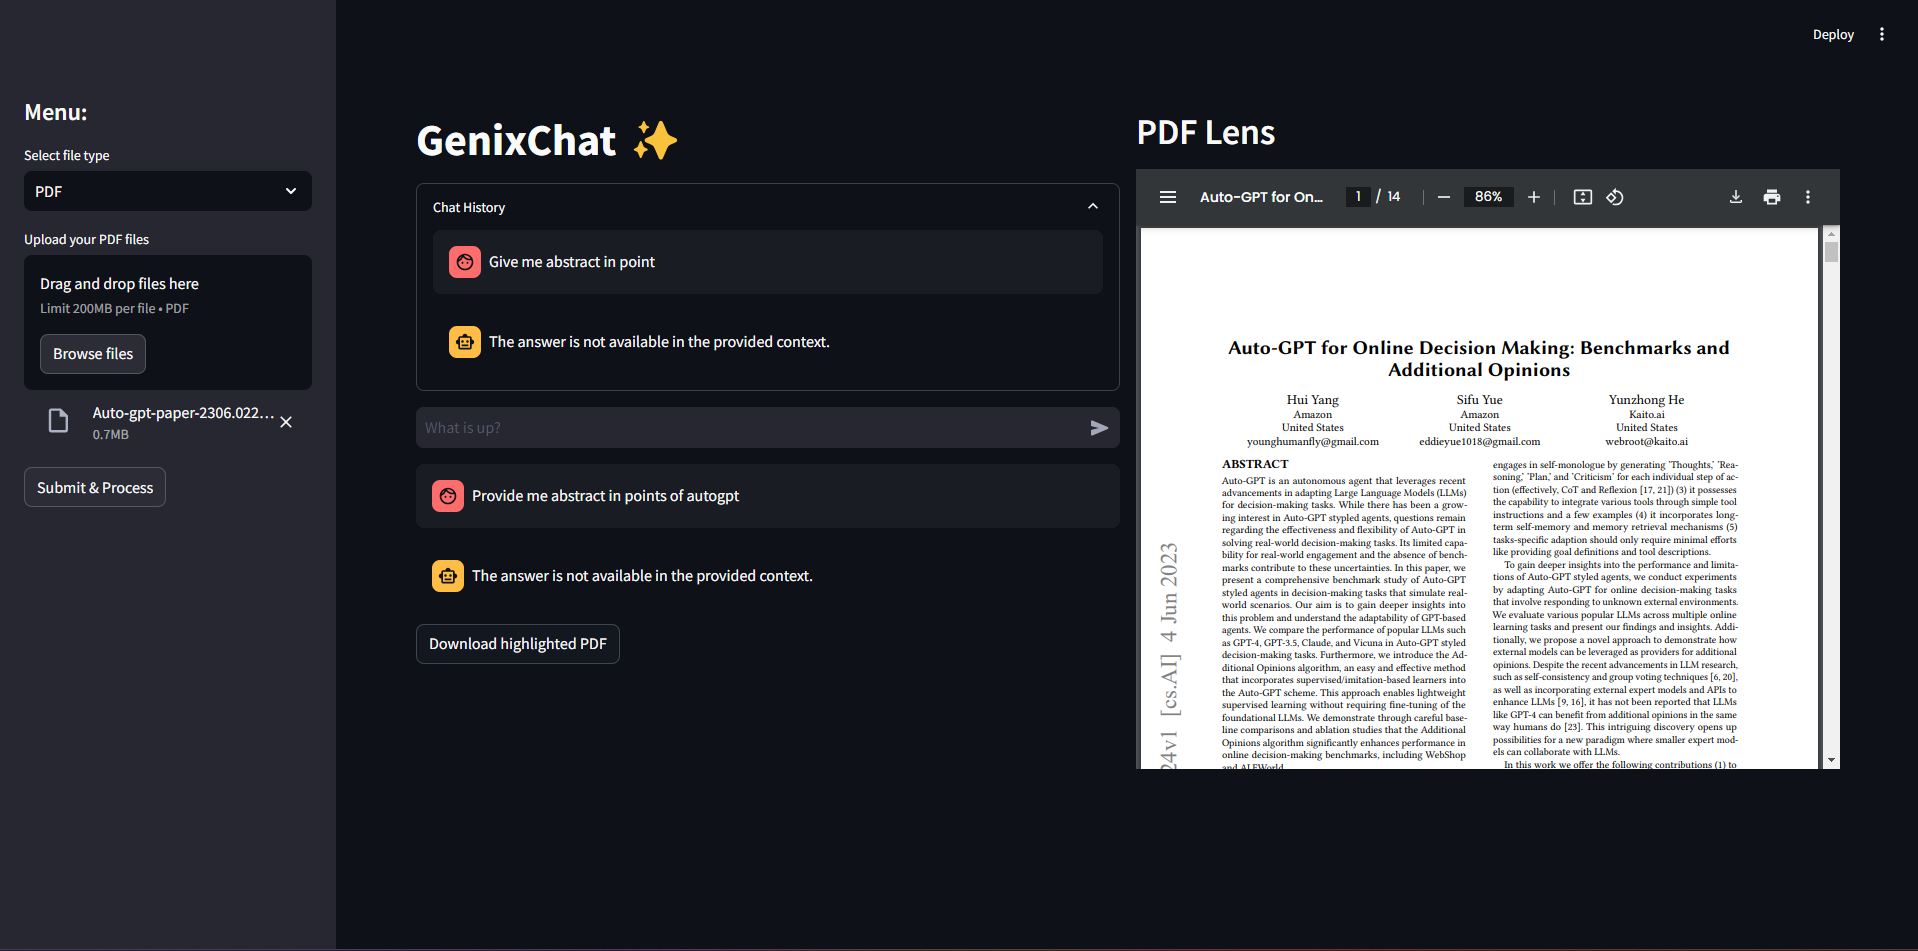 Deploy
Menu:
Select file type
PDF
Upload your PDF files
Drag and drop files here
Limit 200MB per file • PDF
Browse files
Auto-gpt-paper-2306.022...
0.7MB
Submit & Process
GenixChat
Chat History
Give me abstract in point
The answer is not available in the provided context.
What is up?
Provide me abstract in points of autogpt
The answer is not available in the provided context.
Download highlighted PDF
PDF Lens
Auto-GPT for On...
1 / 14
86%
Auto-GPT for Online Decision Making: Benchmarks and
Additional Opinions
Hui Yang
Amazon
United States
younghumanfly@gmail.com
Sifu Yue
Amazon
United States
eddieyue1018@gmail.com
Yunzhong He
Kaito.ai
United States
webroot@kaito.ai
24v1 [cs.AI] 4 Jun 2023
ABSTRACT
Auto-GPT is an autonomous agent that leverages recent
advancements in adapting Large Language Models (LLMs)
for decision-making tasks. While there has been a grow-
ing interest in Auto-GPT stypled agents, questions remain
regarding the effectiveness and flexibility of Auto-GPT in
solving real-world decision-making tasks. Its limited capa-
bility for real-world engagement and the absence of bench-
marks contribute to these uncertainties. In this paper, we
present a comprehensive benchmark study of Auto-GPT
styled agents in decision-making tasks that simulate real-
world scenarios. Our aim is to gain deeper insights into
this problem and understand the adaptability of GPT-based
agents. We compare the performance of popular LLMs such
as GPT-4, GPT-3.5, Claude, and Vicuna in Auto-GPT styled
decision-making tasks. Furthermore, we introduce the Ad-
ditional Opinions algorithm, an easy and effective method
that incorporates supervised/imitation-based learners into
the Auto-GPT scheme. This approach enables lightweight
supervised learning without requiring fine-tuning of the
foundational LLMs. We demonstrate through careful base-
line comparisons and ablation studies that the Additional
Opinions algorithm significantly enhances performance in
online decision-making benchmarks, including WebShop
and ALFWorld.
engages in self-monologue by generating 'Thoughts,' 'Rea-
soning,' 'Plan,' and 'Criticism' for each individual step of ac-
tion (effectively, CoT and Reflexion [17, 21]) (3) it possesses
the capability to integrate various tools through simple tool
instructions and a few examples (4) it incorporates long-
term self-memory and memory retrieval mechanisms (5)
tasks-specific adaption should only require minimal efforts
like providing goal definitions and tool descriptions.
To gain deeper insights into the performance and limita-
tions of Auto-GPT styled agents, we conduct experiments
by adapting Auto-GPT for online decision-making tasks
that involve responding to unknown external environments.
We evaluate various popular LLMs across multiple online
learning tasks and present our findings and insights. Addi-
tionally, we propose a novel approach to demonstrate how
external models can be leveraged as providers for additional
opinions. Despite the recent advancements in LLM research,
such as self-consistency and group voting techniques [6, 20],
as well as incorporating external expert models and APIs to
enhance LLMs [9, 16], it has not been reported that LLMs
like GPT-4 can benefit from additional opinions in the same
way humans do [23]. This intriguing discovery opens up
possibilities for a new paradigm where smaller expert mod-
els can collaborate with LLMs.
In this work we offer the following contributions (1) to